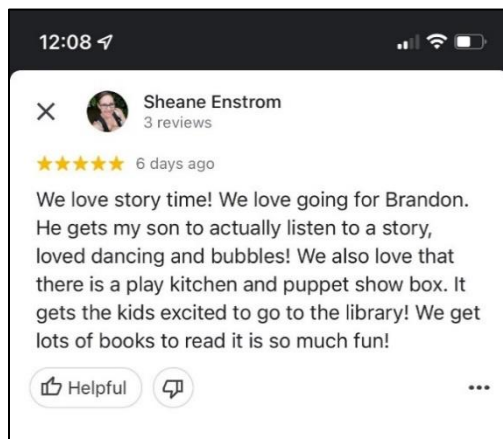 12:08
Sheane Enstrom
3 reviews
6 days ago
We love story time! We love going for Brandon.
He gets my son to actually listen to a story,
loved dancing and bubbles! We also love that
there is a play kitchen and puppet show box. It
gets the kids excited to go to the library! We get
lots of books to read it is so much fun!
Helpful